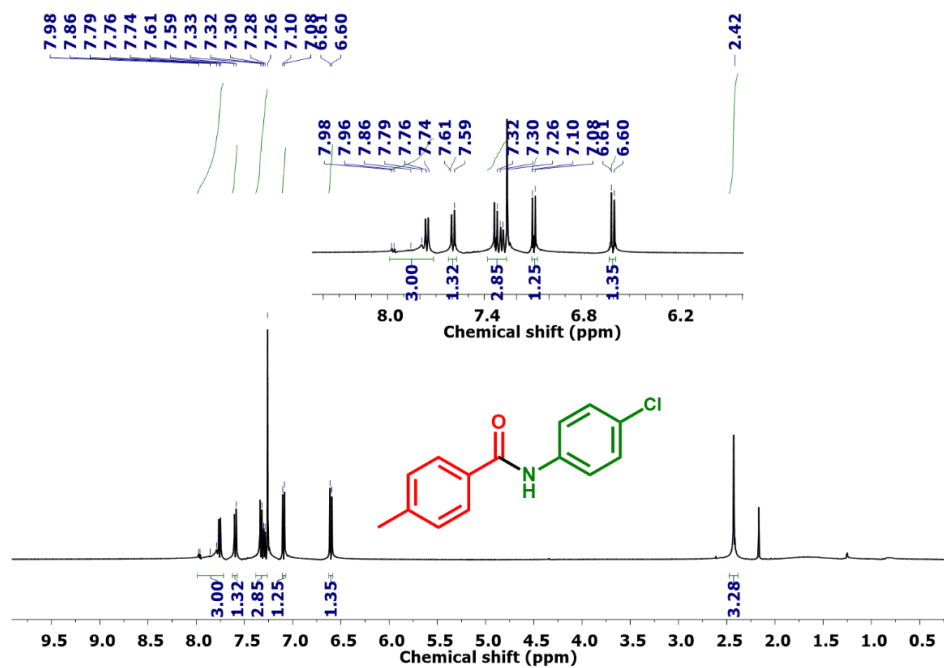 7.98 7.86 7.79 7.76 7.74 7.61 7.59 7.33 7.32 7.30 7.28 7.26 7.10 7.08 6.61 6.60 2.42
7.98 7.96 7.86 7.79 7.76 7.74 7.61 7.59 7.32 7.30 7.26 7.10 7.08 6.61 6.60
3.00 1.32 2.85 1.25 1.35
8.0 7.4 6.8 6.2
Chemical shift (ppm)
Cl
O
N
H
3.00 1.32 2.85 1.25 1.35 3.28
9.5 9.0 8.5 8.0 7.5 7.0 6.5 6.0 5.5 5.0 4.5 4.0 3.5 3.0 2.5 2.0 1.5 1.0 0.5
Chemical shift (ppm)